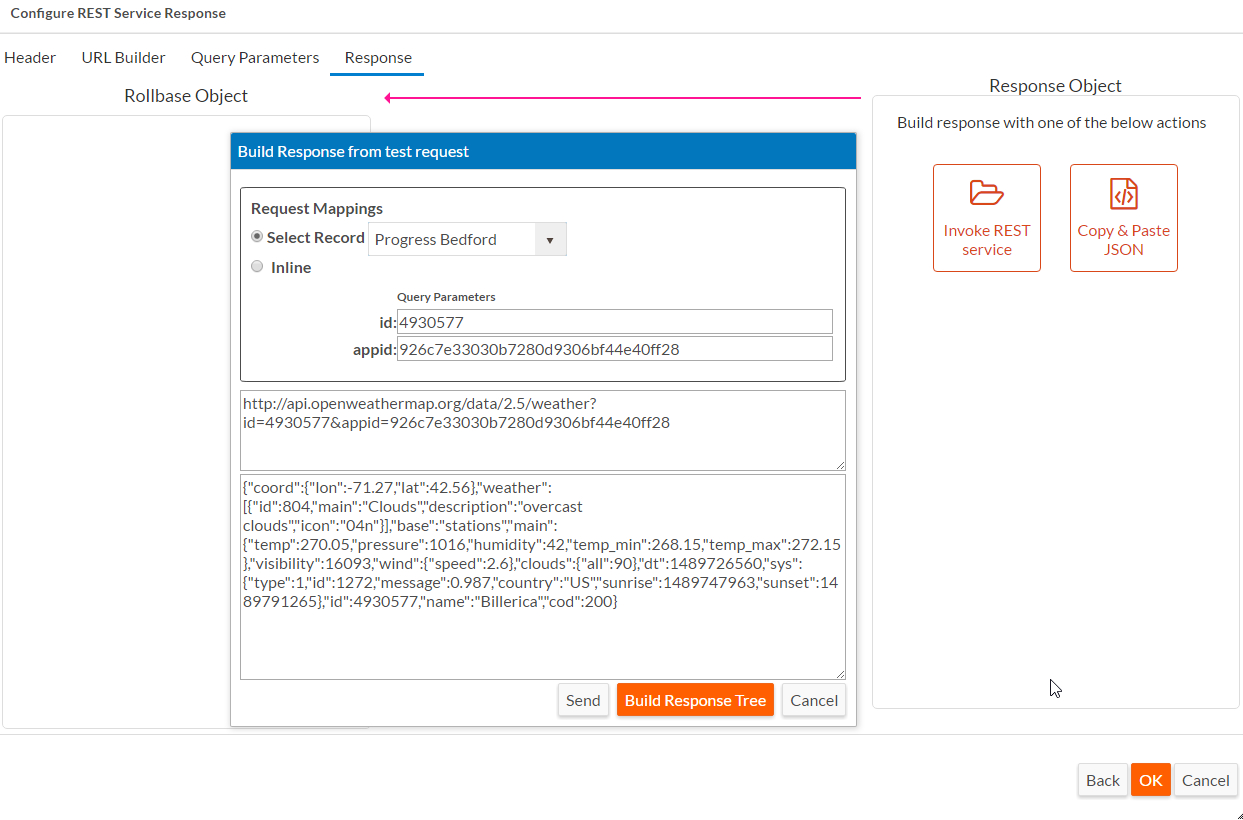 Configure REST Service Response
Header URL Builder Query Parameters Response
Rollbase Object
Response Object
Build response with one of the below actions
Invoke REST
service
Copy & Paste
JSON
Build Response from test request
Request Mappings
Select Record Progress Bedford
Inline
Query Parameters
id: 4930577
appid: 926c7e33030b7280d9306bf44e40ff28
http://api.openweathermap.org/data/2.5/weather?
id=4930577&appid=926c7e33030b7280d9306bf44e40ff28
{"coord":{"lon":-71.27,"lat":42.56},"weather":
[{"id":804,"main":"Clouds","description":"overcast
clouds","icon":"04n"}],"base":"stations","main":
{"temp":270.05,"pressure":1016,"humidity":42,"temp_min":268.15,"temp_max":272.15
},"visibility":16093,"wind":{"speed":2.6},"clouds":{"all":90},"dt":1489726560,"sys":
{"type":1,"id":1272,"message":0.987,"country":"US","sunrise":1489747963,"sunset":14
89791265},"id":4930577,"name":"Billerica","cod":200}
Send Build Response Tree Cancel
Back OK Cancel